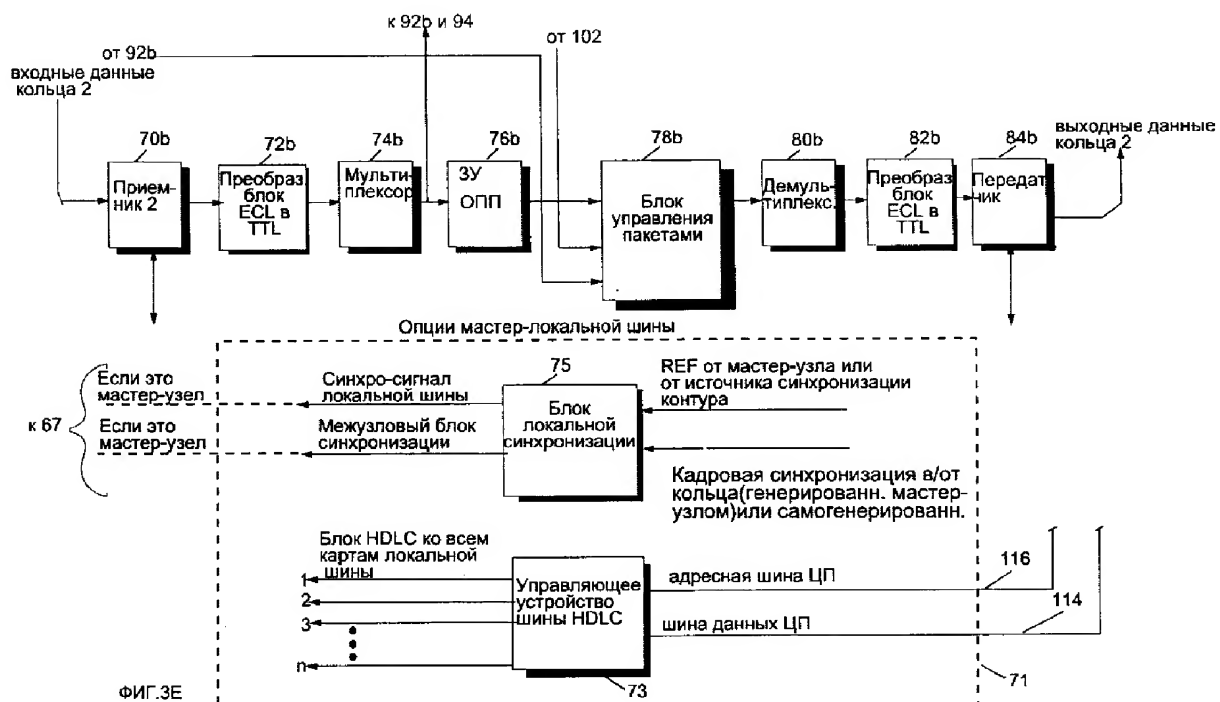 к 92b и 94
от 92b
от 102
входные данные
кольца 2
выходные данные
кольца 2
70b
72b
74b
76b
78b
80b
82b
84b
Прием-
ник 2
Преобраз.
блок
ECL в
TTL
Мульти-
плексор
ЗУ
ОПП
Блок
управления
пакетами
Демуль-
типлекс.
Преобраз
блок
ECL в
TTL
Передат
чик
Опции мастер-локальной шины
к 67
Если это
мастер-узел
Если это
мастер-узел
Синхро-сигнал
локальной шины
Межузловый блок
синхронизации
75
Блок
локальной
синхронизации
REF от мастер-узла или
от источника синхронизации
контура
Кадровая синхронизация в/от
кольца(генерированн. мастер-
узлом)или самогенерированн.
Блок HDLC ко всем
картам локальной
шины
1
2
3
n
Управляющее
устройство
шины HDLC
73
адресная шина ЦП
116
шина данных ЦП
114
71
ФИГ.3E